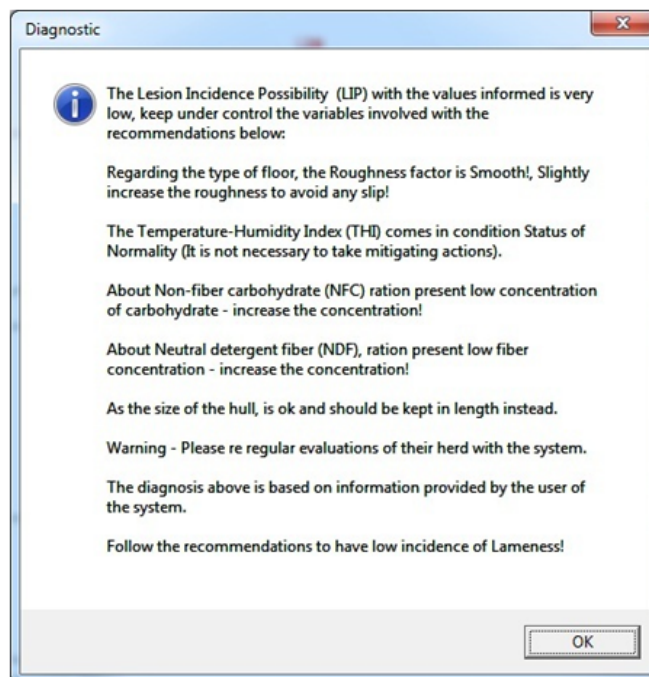 Diagnostic
The Lesion Incidence Possibility (LIP) with the values informed is very
low, keep under control the variables involved with the
recommendations below:
Regarding the type of floor, the Roughness factor is Smooth!, Slightly
increase the roughness to avoid any slip!
The Temperature-Humidity Index (THI) comes in condition Status of
Normality (It is not necessary to take mitigating actions).
About Non-fiber carbohydrate (NFC) ration present low concentration
of carbohydrate - increase the concentration!
About Neutral detergent fiber (NDF), ration present low fiber
concentration - increase the concentration!
As the size of the hull, is ok and should be kept in length instead.
Warning - Please re regular evaluations of their herd with the system.
The diagnosis above is based on information provided by the user of
the system.
Follow the recommendations to have low incidence of Lameness!
OK